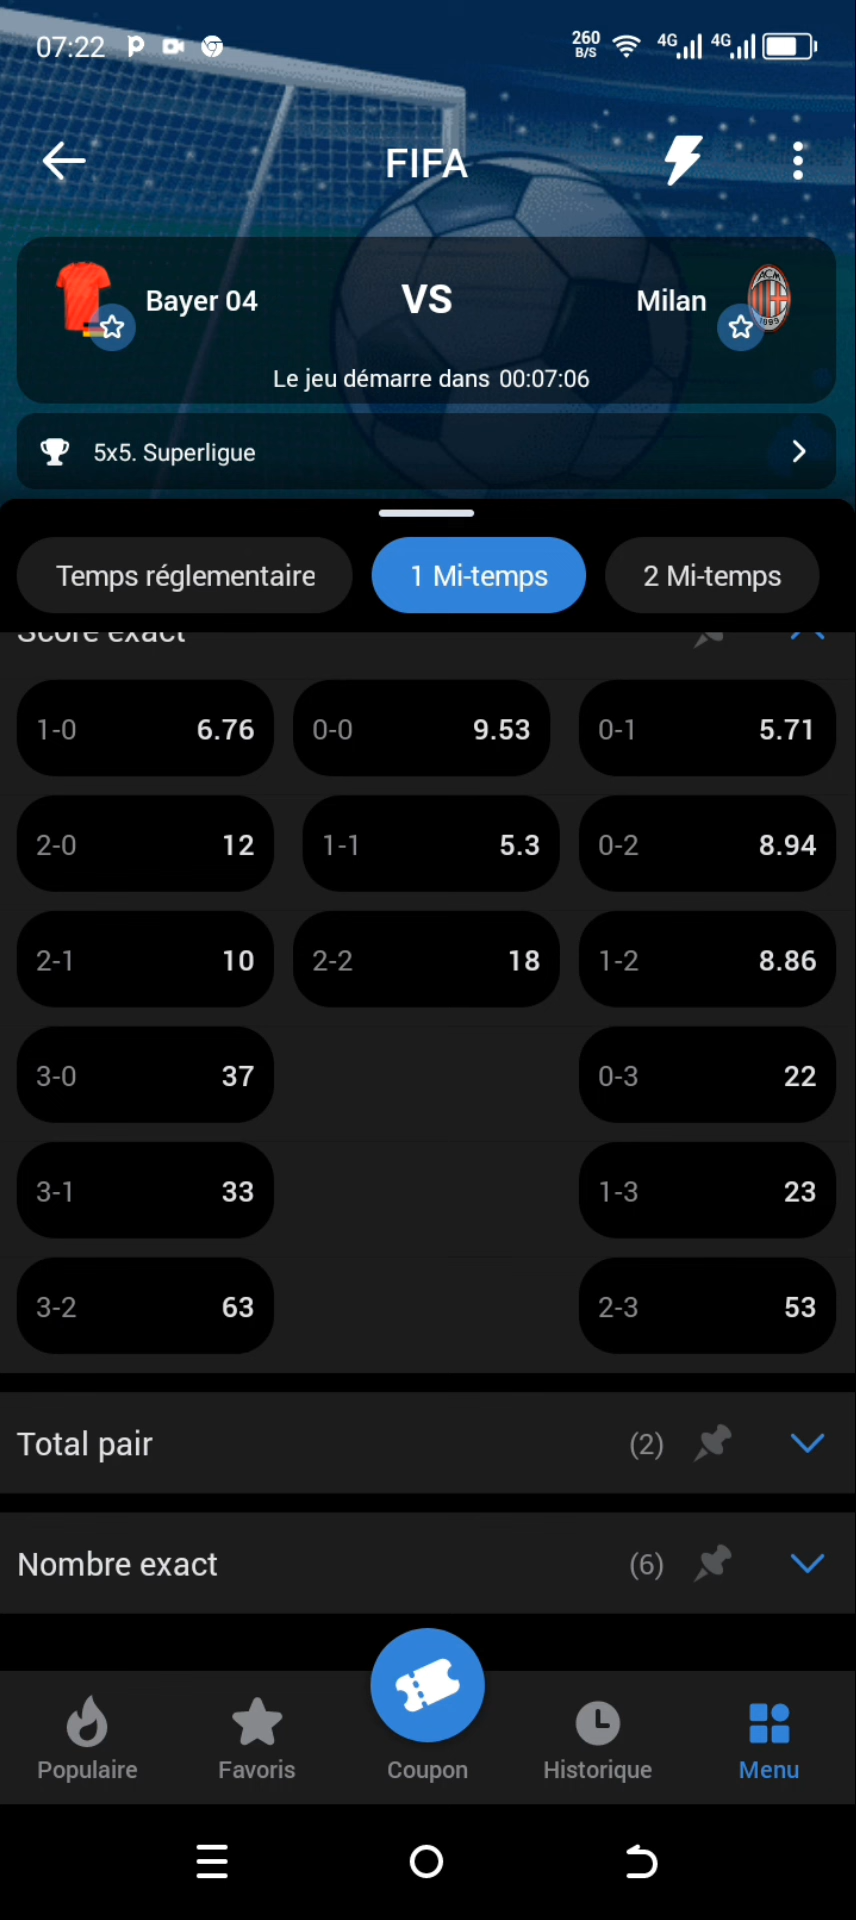 07:22
260
B/S
4G
4G
FIFA
Bayer 04
VS
Milan
ACM
1899
Le jeu démarre dans 00:07:06
5x5. Superligue
Temps réglementaire
1 Mi-temps
2 Mi-temps
Score exact
1-0 6.76
0-0 9.53
0-1 5.71
2-0 12
1-1 5.3
0-2 8.94
2-1 10
2-2 18
1-2 8.86
3-0 37
0-3 22
3-1 33
1-3 23
3-2 63
2-3 53
Total pair (2)
Nombre exact (6)
Populaire
Favoris
Coupon
Historique
Menu